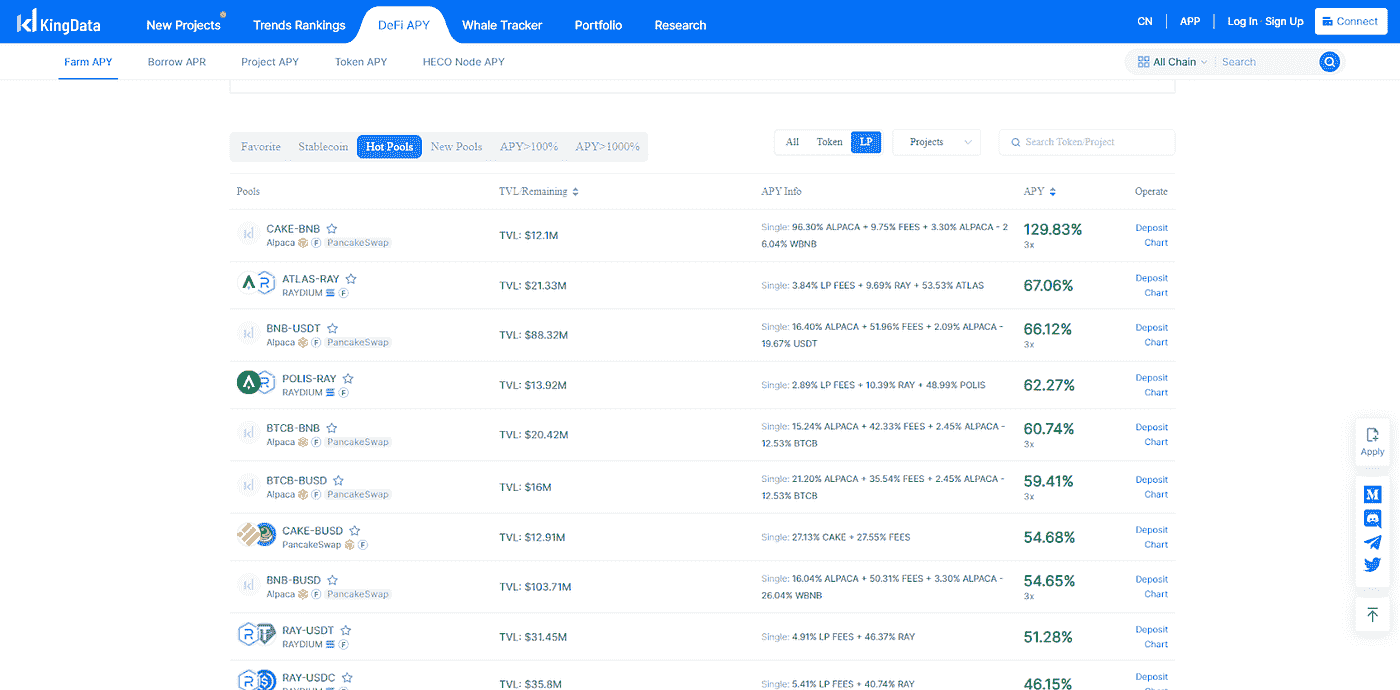 KingData
New Projects
Trends Rankings
DeFi APY
Whale Tracker
Portfolio
Research
CN
APP
Log In · Sign Up
Connect
Farm APY
Borrow APR
Project APY
Token APY
HECO Node APY
All Chain
Search
Favorite
Stablecoin
Hot Pools
New Pools
APY>100%
APY>1000%
All
Token
LP
Projects
Search Token/Project
Pools
TVL/Remaining
APY Info
APY
Operate
CAKE-BNB
Alpaca F PancakeSwap
TVL: $12.1M
Single: 96.30% ALPACA + 9.75% FEES + 3.30% ALPACA - 2
6.04% WBNB
129.83%
3x
Deposit
Chart
ATLAS-RAY
RAYDIUM F
TVL: $21.33M
Single: 3.84% LP FEES + 9.69% RAY + 53.53% ATLAS
67.06%
Deposit
Chart
BNB-USDT
Alpaca F PancakeSwap
TVL: $88.32M
Single: 16.40% ALPACA + 51.96% FEES + 2.09% ALPACA -
19.67% USDT
66.12%
3x
Deposit
Chart
POLIS-RAY
RAYDIUM F
TVL: $13.92M
Single: 2.89% LP FEES + 10.39% RAY + 48.99% POLIS
62.27%
Deposit
Chart
BTCB-BNB
Alpaca F PancakeSwap
TVL: $20.42M
Single: 15.24% ALPACA + 42.33% FEES + 2.45% ALPACA -
12.53% BTCB
60.74%
3x
Deposit
Chart
BTCB-BUSD
Alpaca F PancakeSwap
TVL: $16M
Single: 21.20% ALPACA + 35.54% FEES + 2.45% ALPACA -
12.53% BTCB
59.41%
3x
Deposit
Chart
CAKE-BUSD
PancakeSwap F
TVL: $12.91M
Single: 27.13% CAKE + 27.55% FEES
54.68%
Deposit
Chart
BNB-BUSD
Alpaca F PancakeSwap
TVL: $103.71M
Single: 16.04% ALPACA + 50.31% FEES + 3.30% ALPACA -
26.04% WBNB
54.65%
3x
Deposit
Chart
RAY-USDT
RAYDIUM F
TVL: $31.45M
Single: 4.91% LP FEES + 46.37% RAY
51.28%
Deposit
Chart
RAY-USDC
RAYDIUM
TVL: $35.8M
Single: 5.41% LP FEES + 40.74% RAY
46.15%
Deposit
Chart
Apply